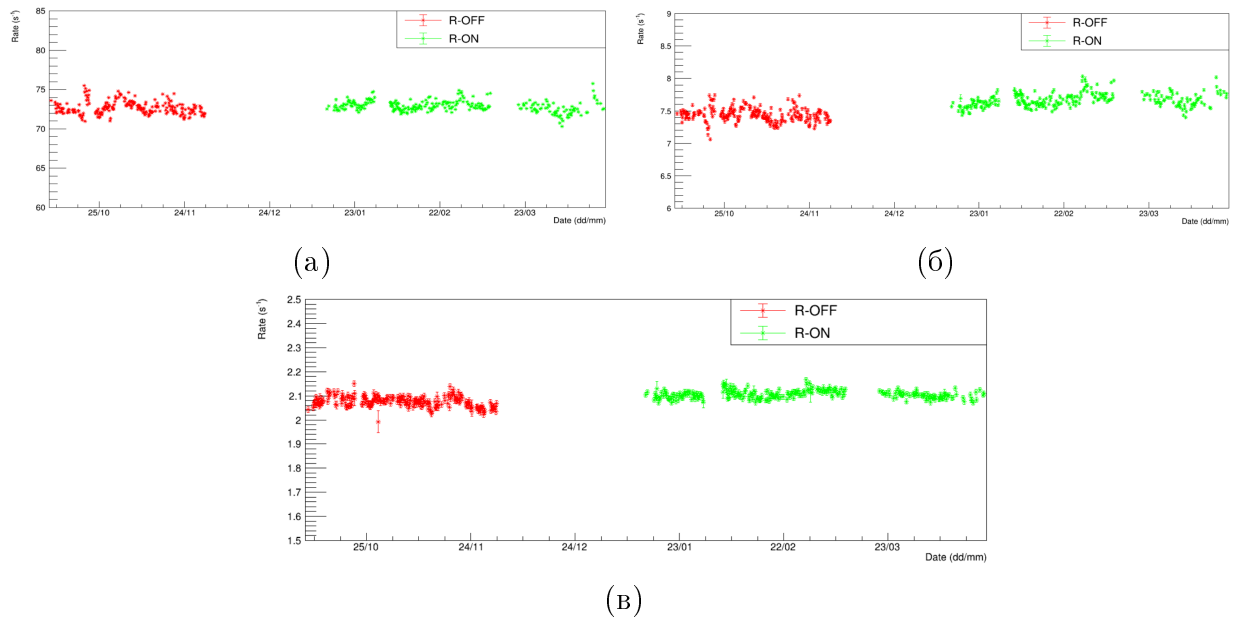 Rate (s⁻¹)
85
80
75
70
65
60
R-OFF
R-ON
25/10
24/11
24/12
23/01
22/02
23/03
Date (dd/mm)
(а)
Rate (s⁻¹)
9
8.5
8
7.5
7
6.5
6
R-OFF
R-ON
25/10
24/11
24/12
23/01
22/02
23/03
Date (dd/mm)
(б)
Rate (s⁻¹)
2.5
2.4
2.3
2.2
2.1
2
1.9
1.8
1.7
1.6
1.5
R-OFF
R-ON
25/10
24/11
24/12
23/01
22/02
23/03
Date (dd/mm)
(в)